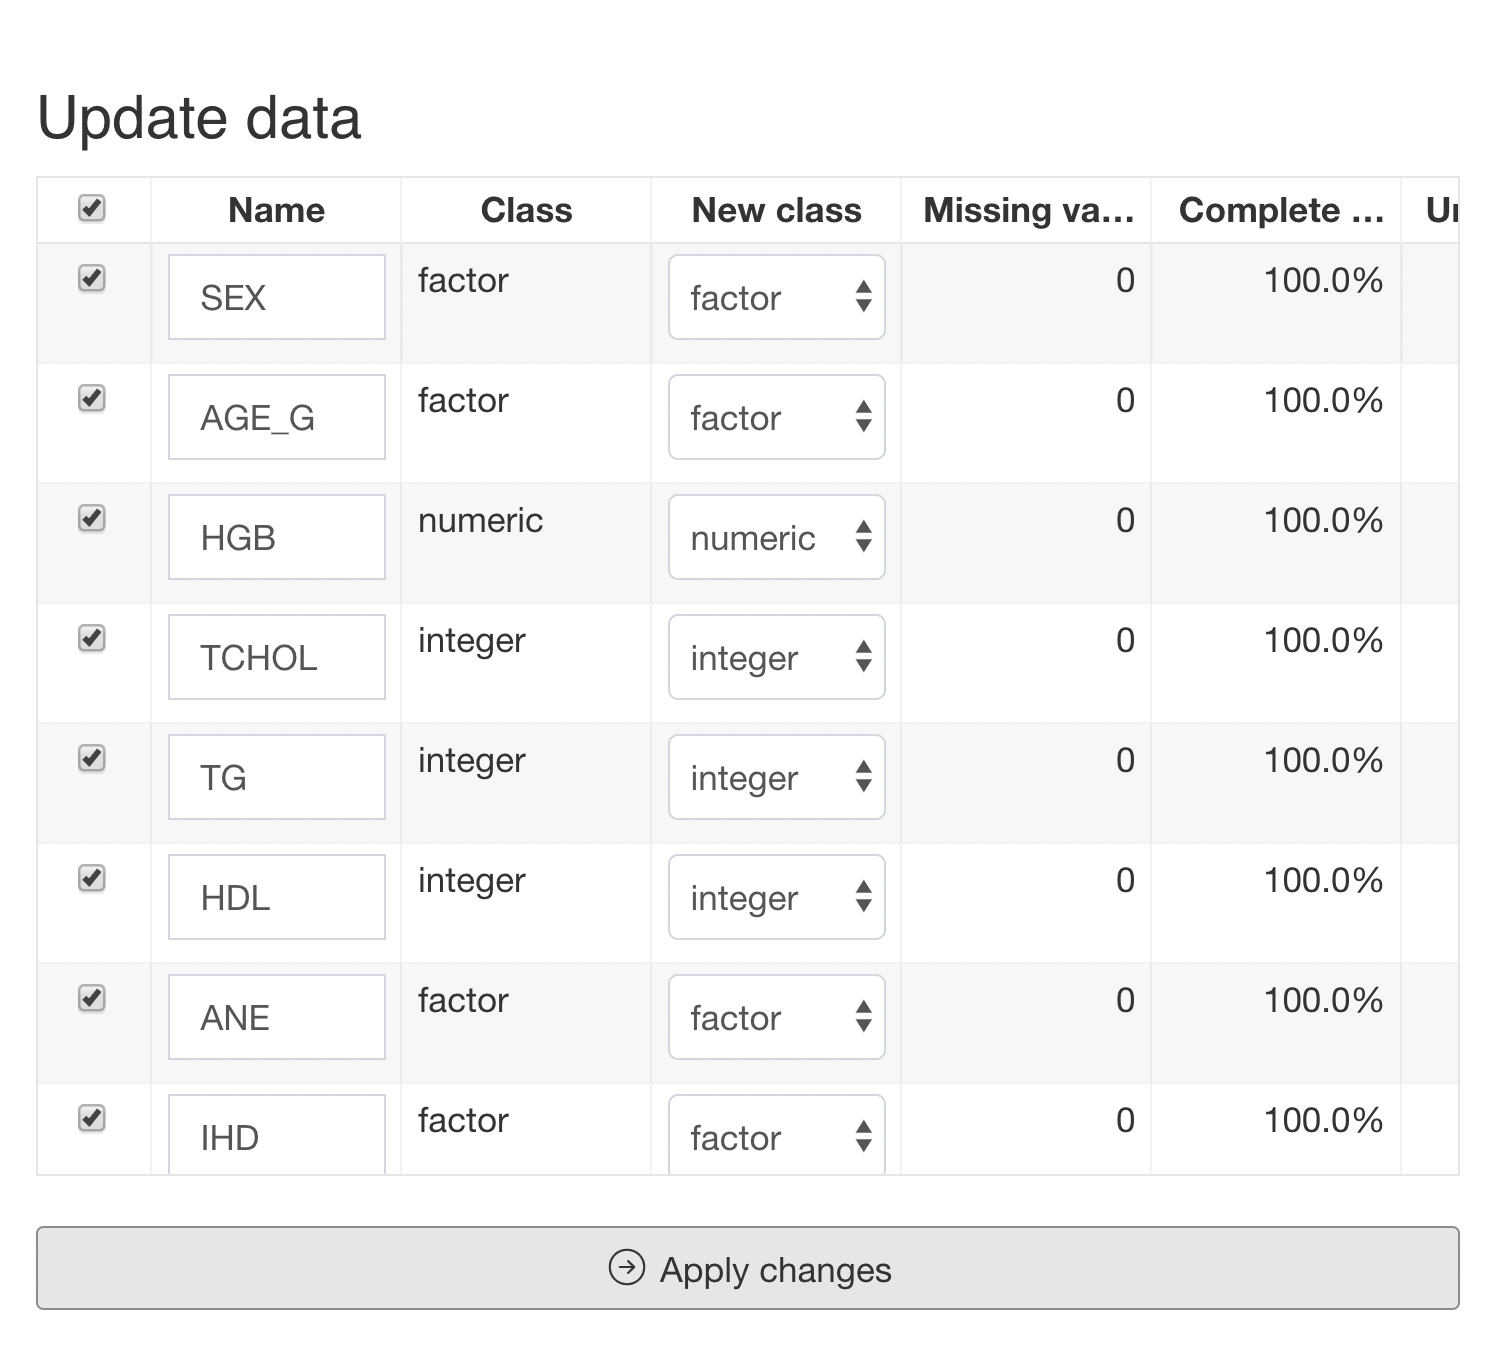 Update data
Name Class New class Missing va... Complete ... Ur
SEX factor factor 0 100.0%
AGE_G factor factor 0 100.0%
HGB numeric numeric 0 100.0%
TCHOL integer integer 0 100.0%
TG integer integer 0 100.0%
HDL integer integer 0 100.0%
ANE factor factor 0 100.0%
IHD factor factor 0 100.0%
Apply changes